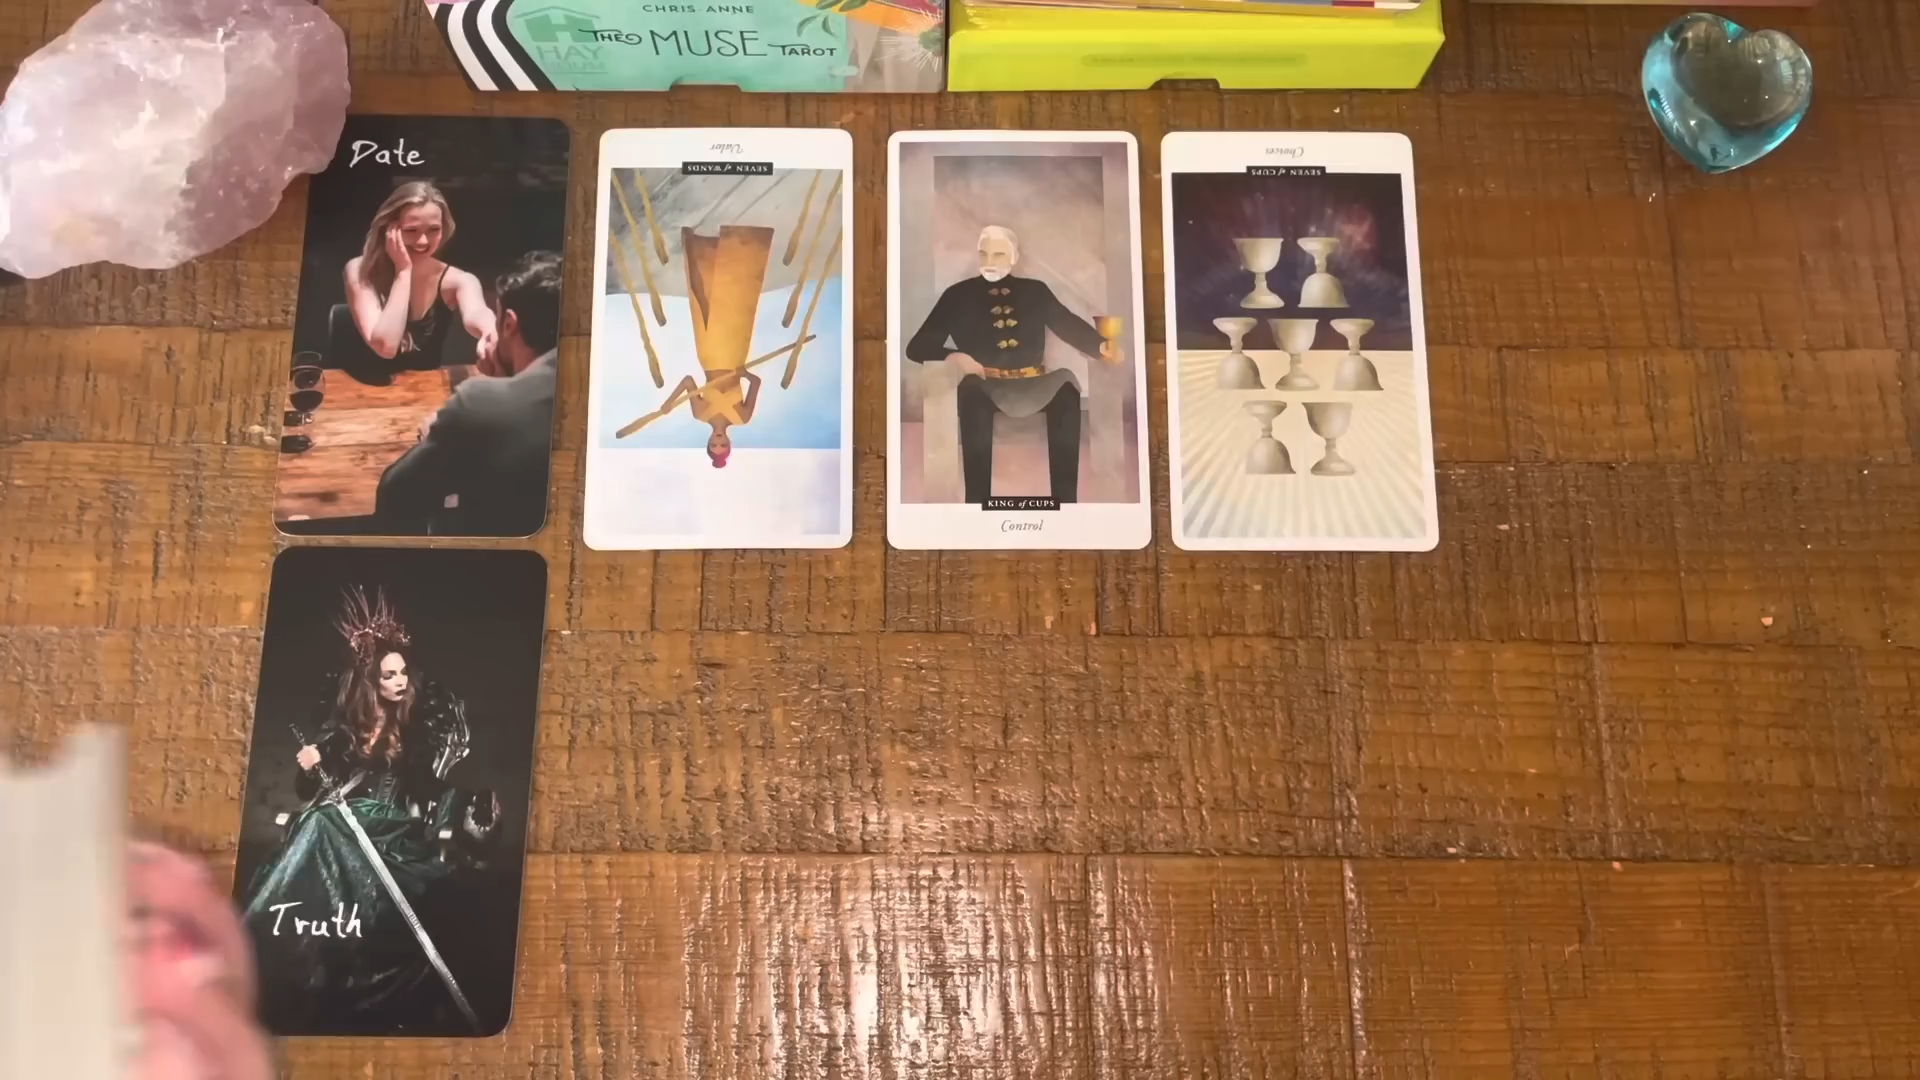 CHRIS-ANNE
THE MUSE TAROT
HAY
HOUSE
Date
Valor
SEVEN of WANDS
KING of CUPS
Control
Choices
SEVEN of CUPS
Truth